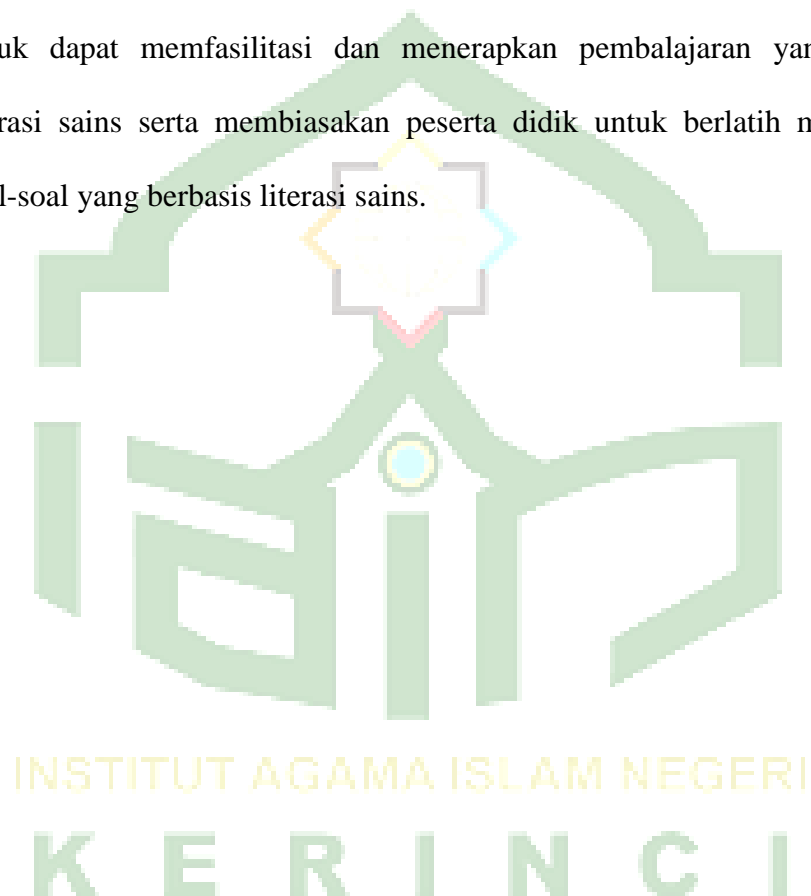 uk dapat memfasilitasi dan menerapkan pembalajaran yan
rasi sains serta membiasakan peserta didik untuk berlatih m
l-soal yang berbasis literasi sains.
iain
INSTITUT AGAMA ISLAM NEGERI
K E R I N C I